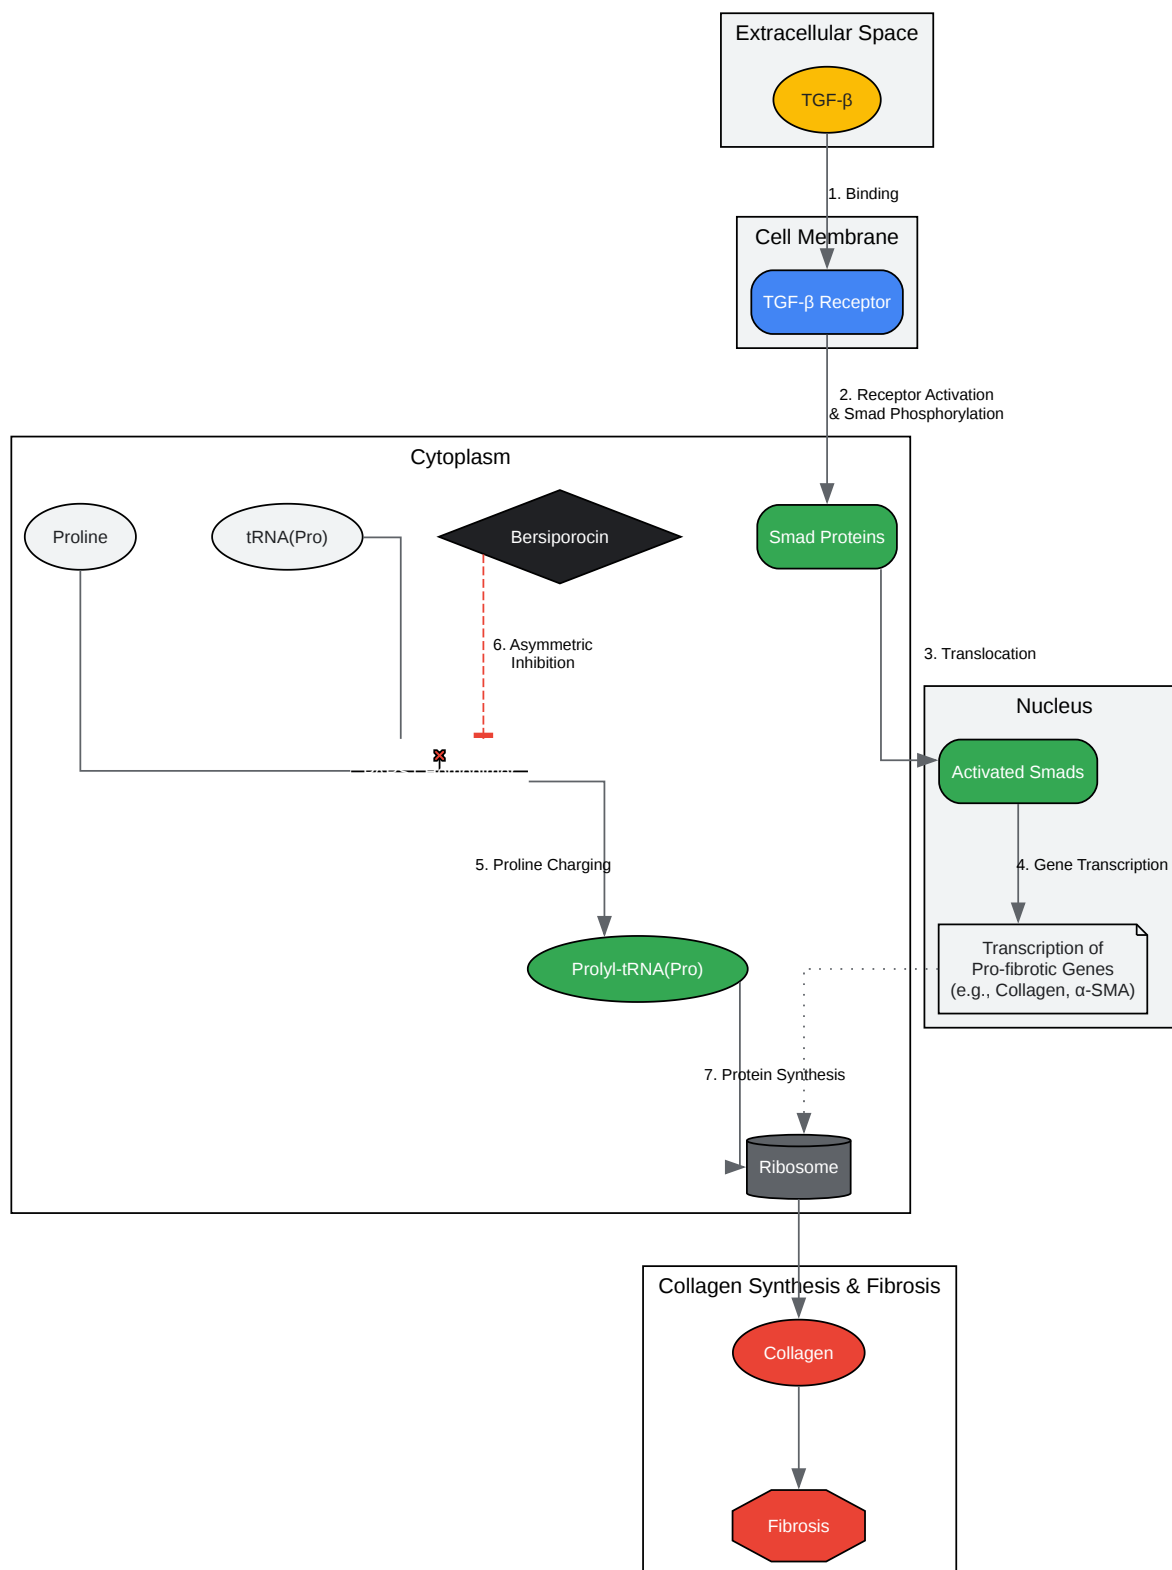 Extracellular Space
TGF-β
1. Binding
Cell Membrane
TGF-β Receptor
2. Receptor Activation
& Smad Phosphorylation
Cytoplasm
Proline
tRNA(Pro)
Bersiporocin
Smad Proteins
6. Asymmetric
Inhibition
3. Translocation
Nucleus
Activated Smads
5. Proline Charging
4. Gene Transcription
Prolyl-tRNA(Pro)
Transcription of
Pro-fibrotic Genes
(e.g., Collagen, α-SMA)
7. Protein Synthesis
Ribosome
Collagen Synthesis & Fibrosis
Collagen
Fibrosis